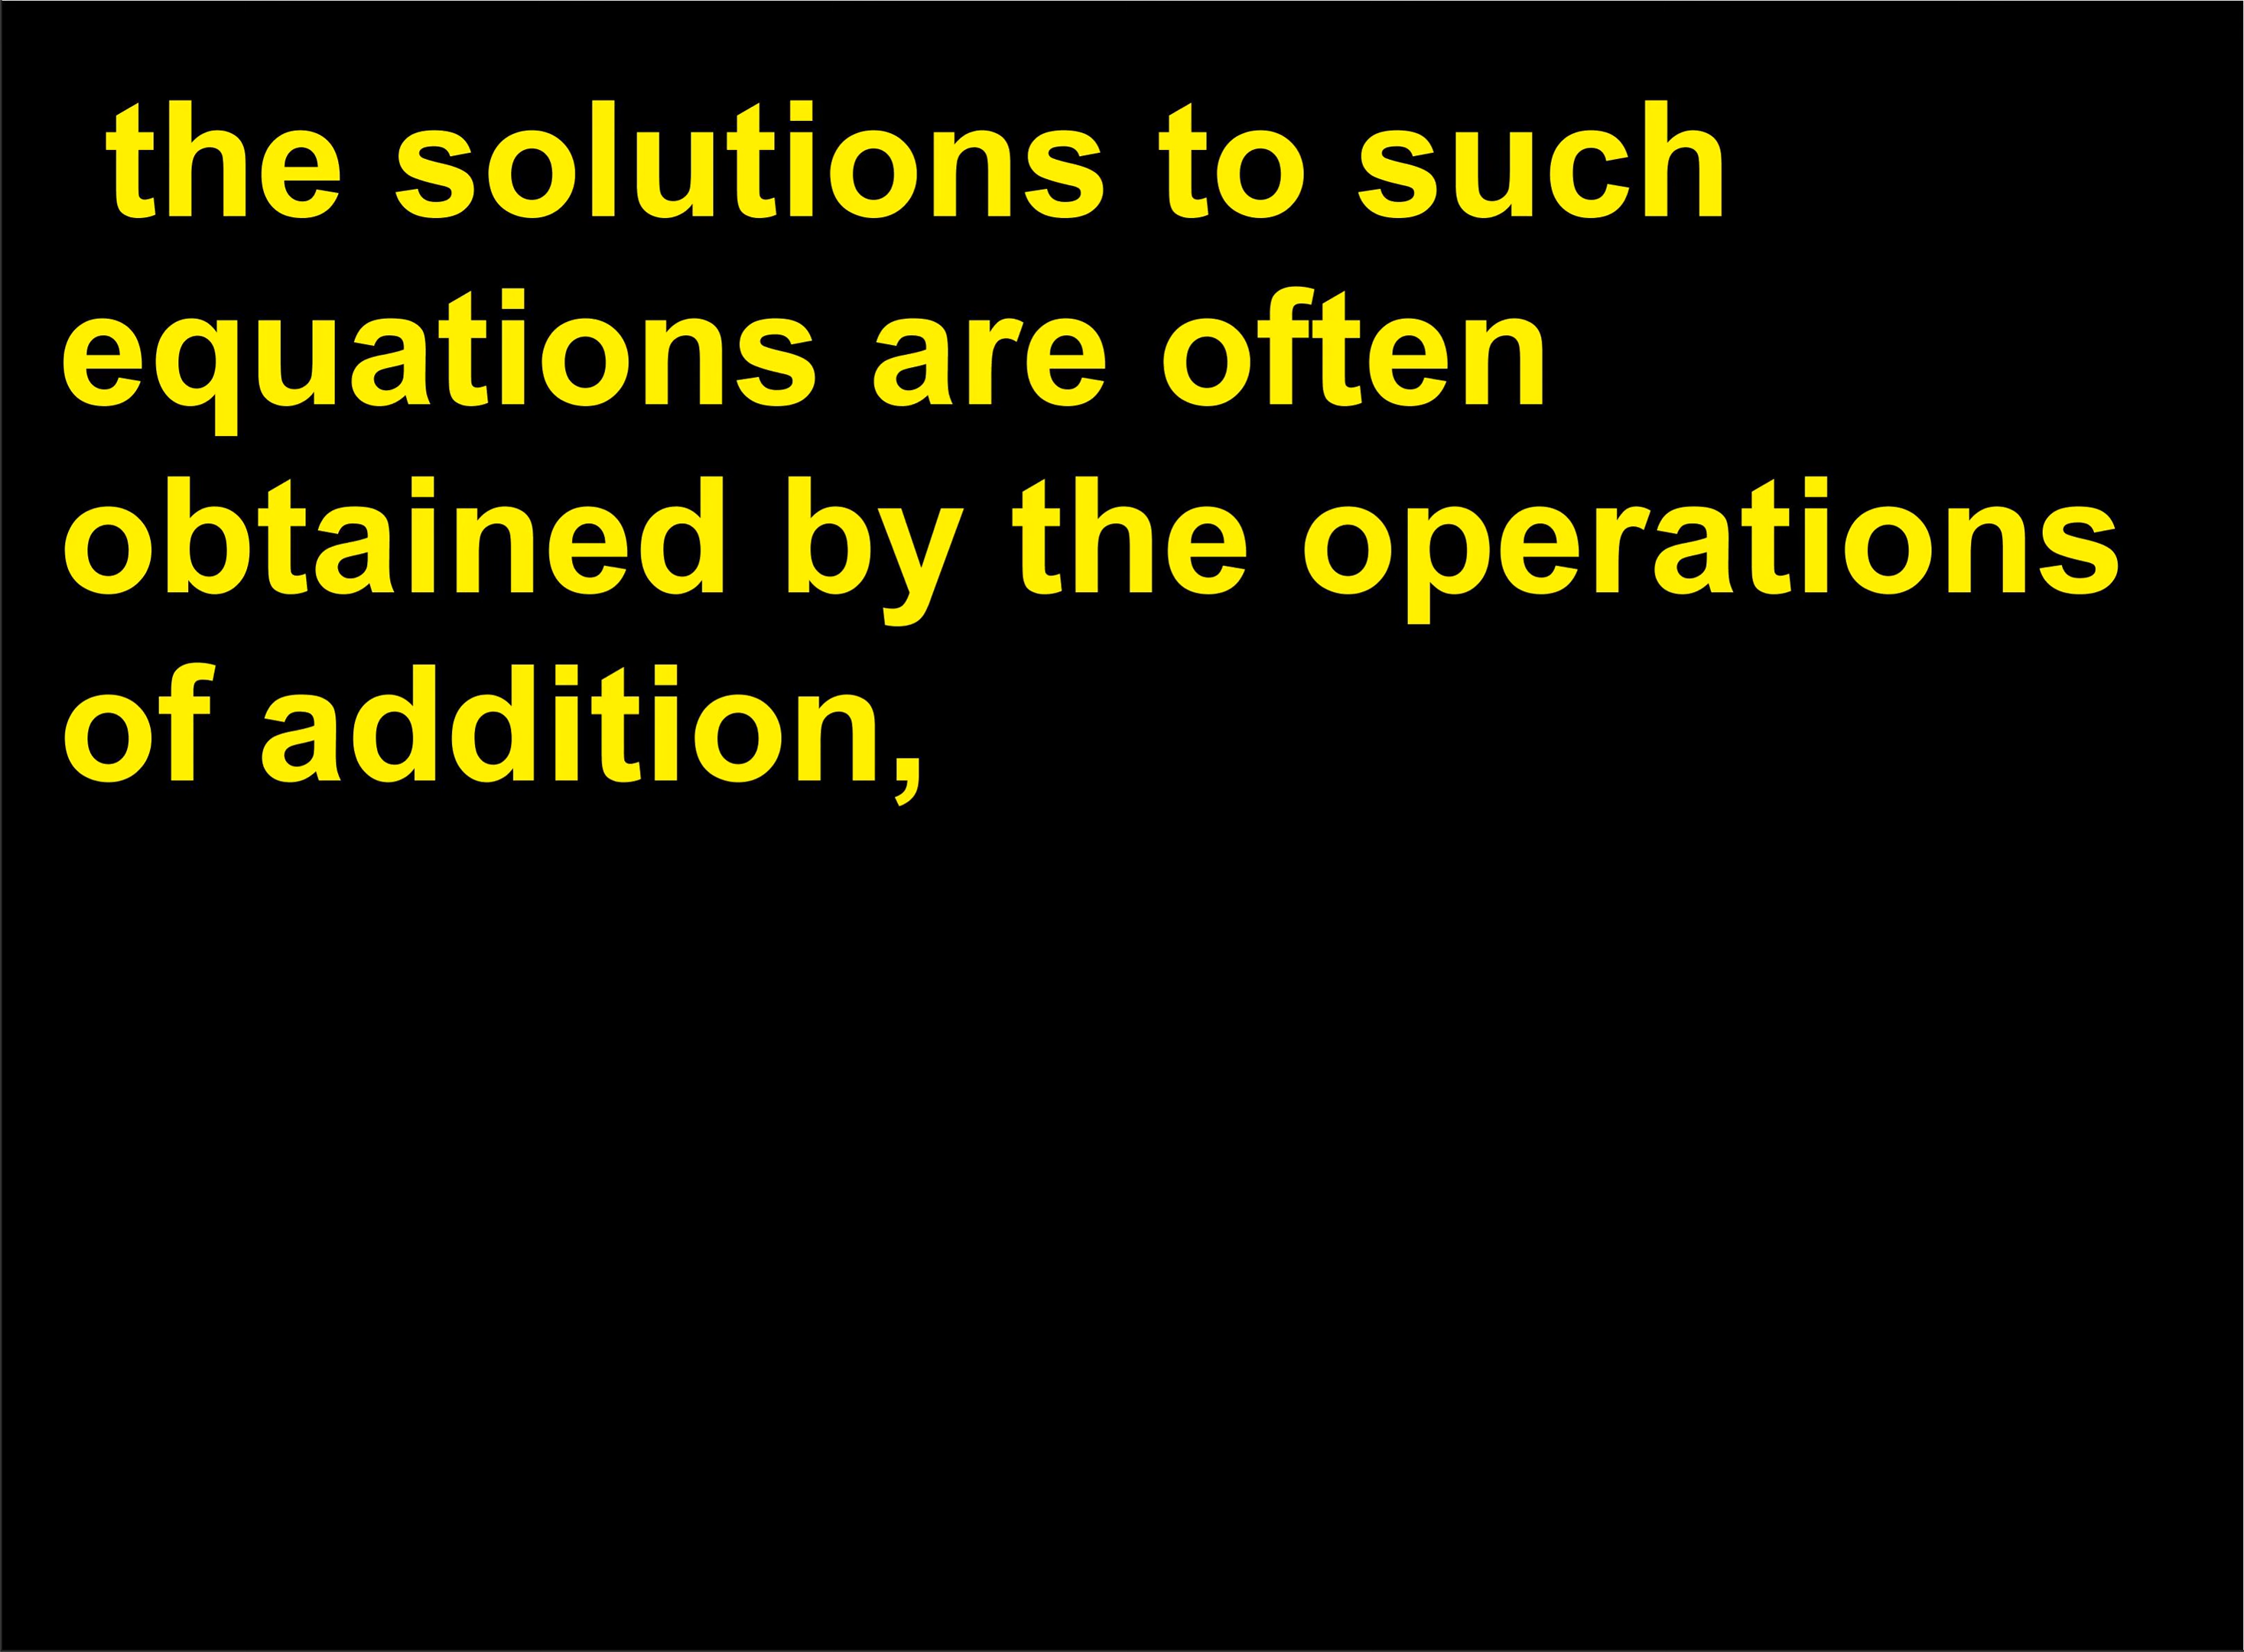 the solutions to such
equations are often
obtained by the operations
of addition,